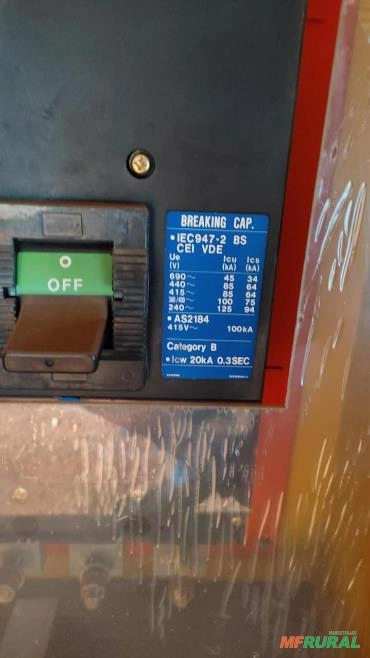 BREAKING CAP.
• IEC947-2 BS
CEI VDE
Ue Icu Ics
(V) (kA) (kA)
690~ 45 34
440~ 85 64
415~ 85 64
380/400~ 100 75
240~ 125 94
• AS2184
415V~ 100kA
Category B
• Icw 20kA 0.3SEC
O
OFF
MARKETPLACE
MFRURAL